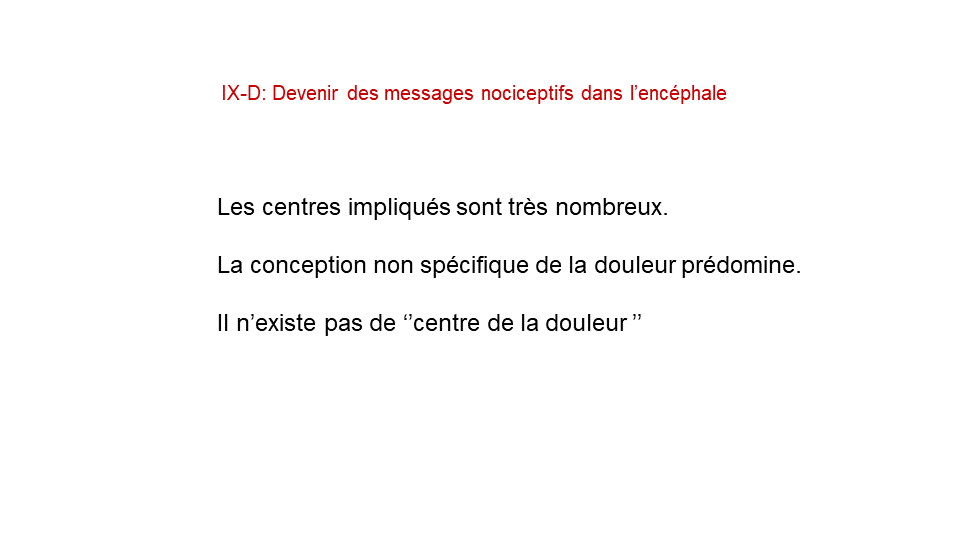 IX-D: Devenir des messages nociceptifs dans l’encéphale
Les centres impliqués sont très nombreux.
La conception non spécifique de la douleur prédomine.
Il n’existe pas de ‘’centre de la douleur ’’